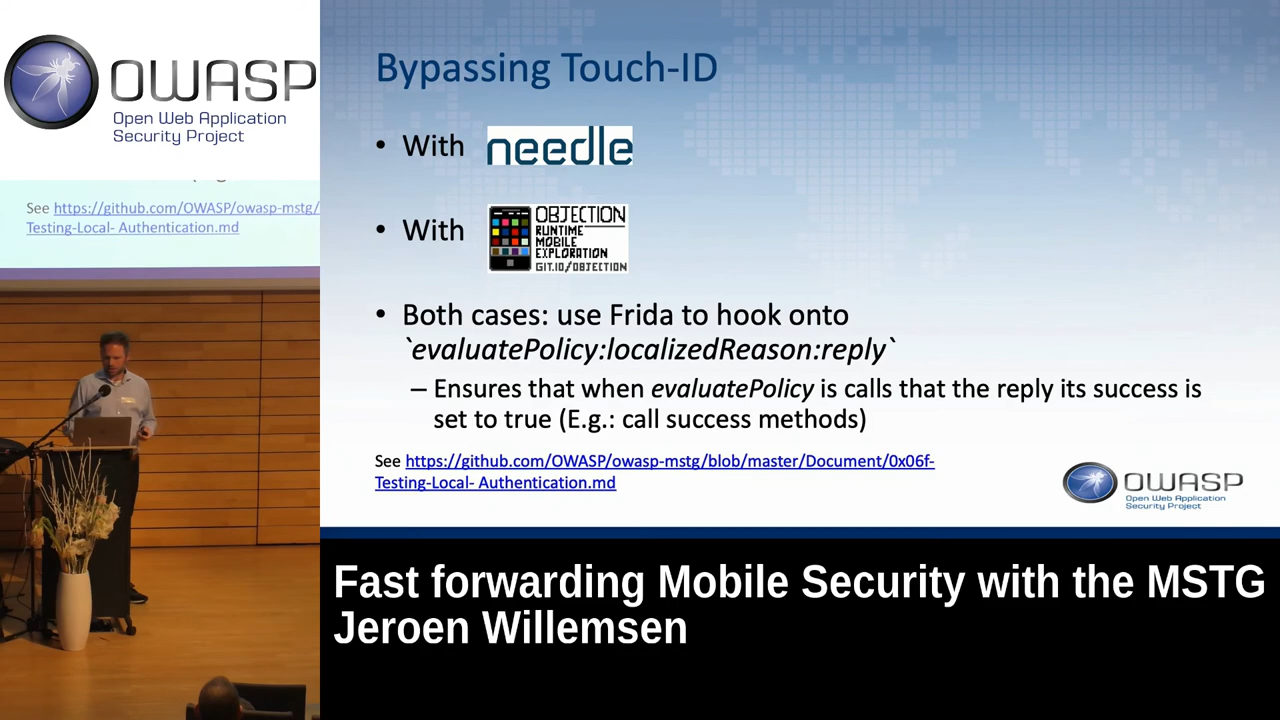 OWASP
Open Web Application
Security Project
See https://github.com/OWASP/owasp-mstg/
Testing-Local- Authentication.md
Bypassing Touch-ID
• With needle
• With OBJECTION
RUNTIME
MOBILE
EXPLORATION
GIT.IO/OBJECTION
• Both cases: use Frida to hook onto
`evaluatePolicy:localizedReason:reply`
– Ensures that when evaluatePolicy is calls that the reply its success is
set to true (E.g.: call success methods)
See https://github.com/OWASP/owasp-mstg/blob/master/Document/0x06f-
Testing-Local- Authentication.md
OWASP
Open Web Application
Security Project
Fast forwarding Mobile Security with the MSTG
Jeroen Willemsen